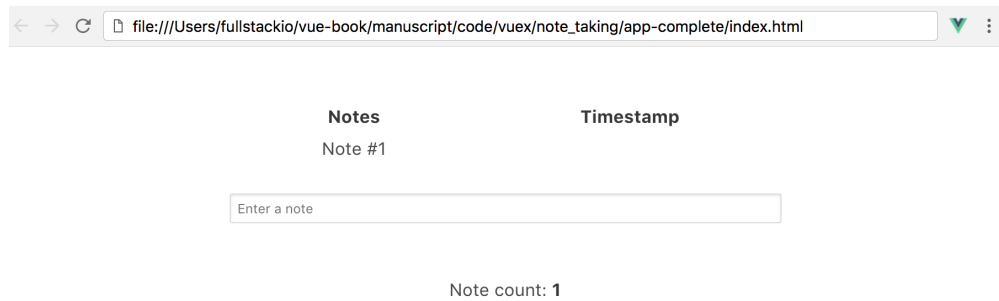 file:///Users/fullstackio/vue-book/manuscript/code/vuex/note_taking/app-complete/index.html
Notes Timestamp
Note #1
Enter a note
Note count: 1